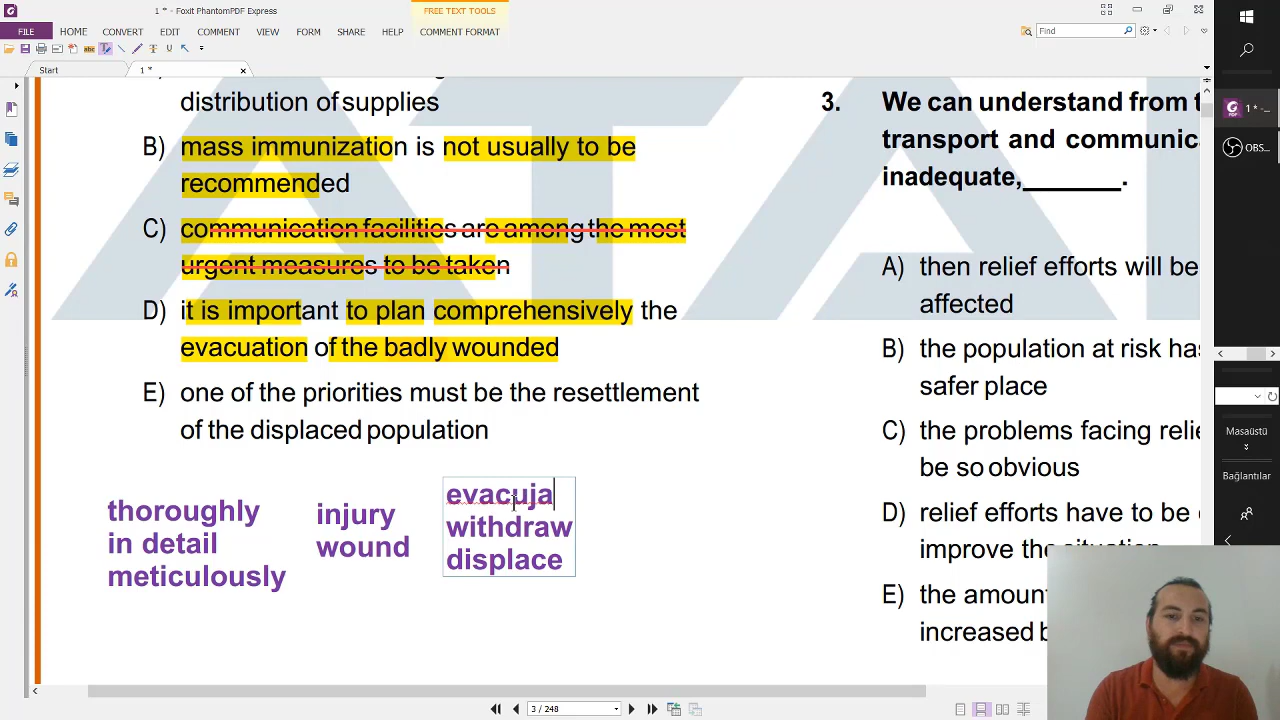 1 * - Foxit PhantomPDF Express
FREE TEXT TOOLS
FILE HOME CONVERT EDIT COMMENT VIEW FORM SHARE HELP COMMENT FORMAT
Find
Start
1 *
distribution of supplies
B) mass immunization is not usually to be
recommended
C) communication facilities are among the most
urgent measures to be taken
D) it is important to plan comprehensively the
evacuation of the badly wounded
E) one of the priorities must be the resettlement
of the displaced population
thoroughly
in detail
meticulously
injury
wound
evacuja
withdraw
displace
3. We can understand from t
transport and communica
inadequate,_______.
A) then relief efforts will be
affected
B) the population at risk has
safer place
C) the problems facing relie
be so obvious
D) relief efforts have to be
improve the situation
E) the amount
increased b
3 / 248
1 * -...
PDF
OBS...
Masaüstü
Bağlantılar